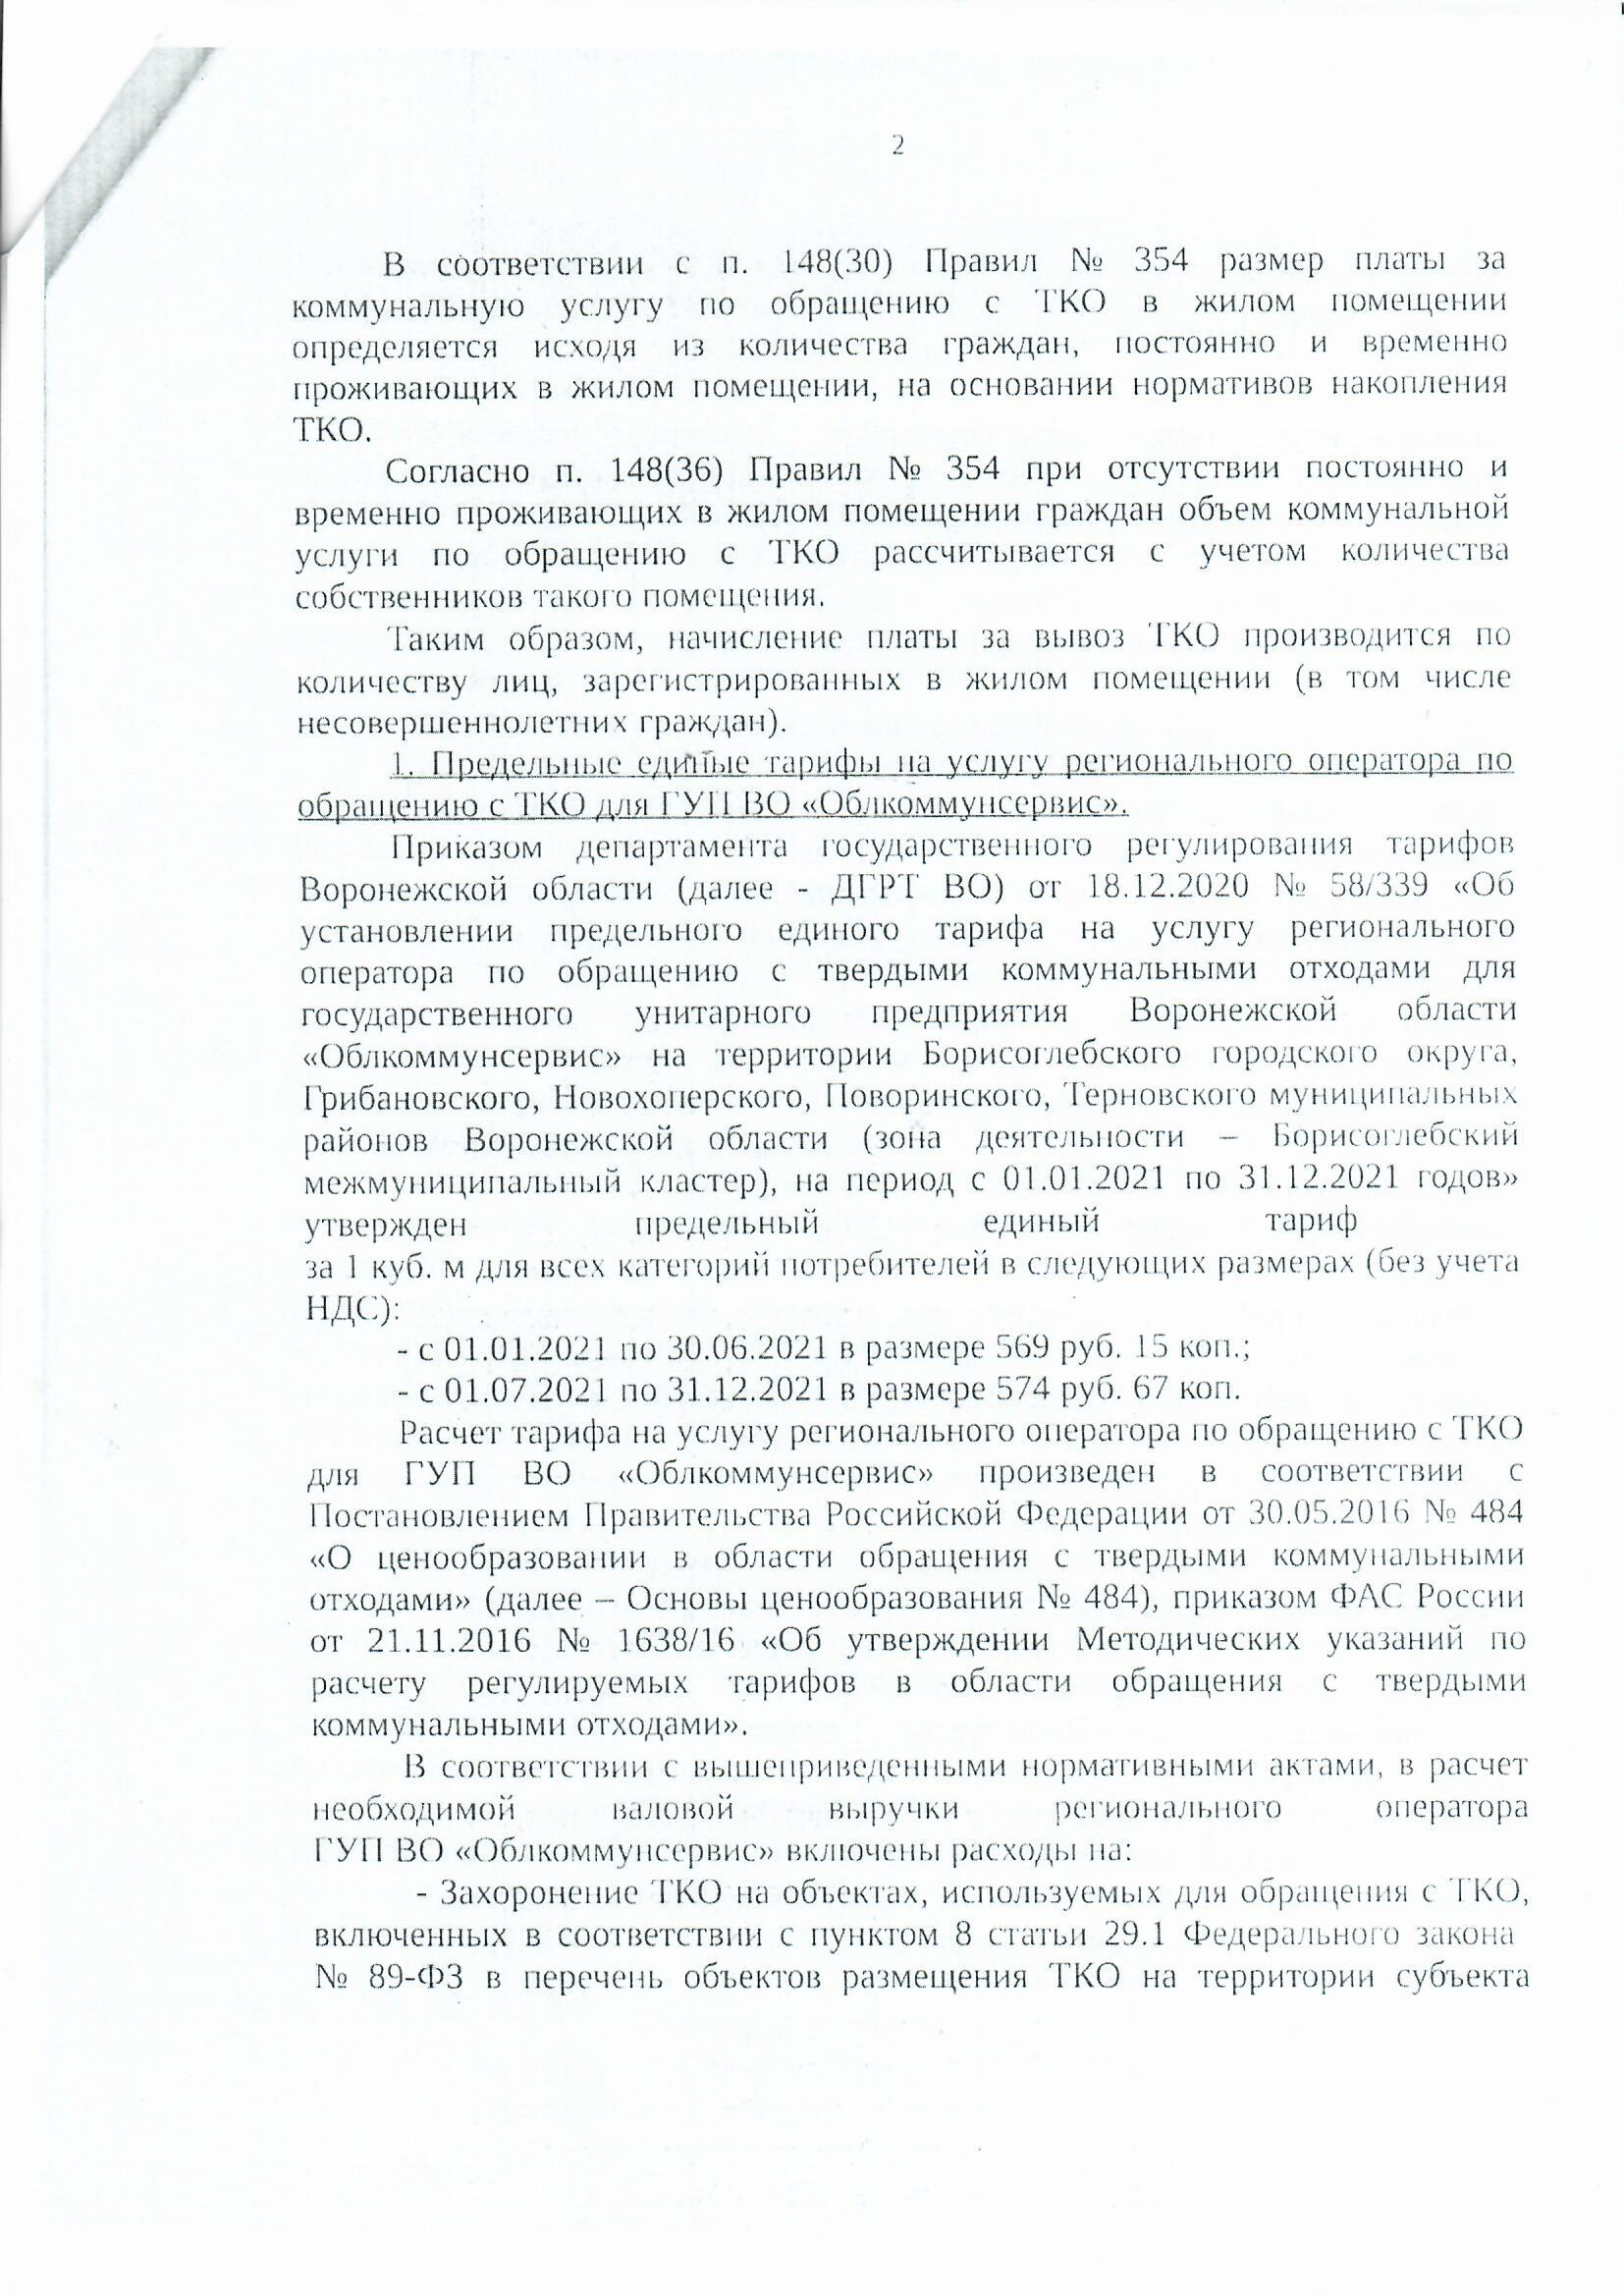 2
В соответствии с п. 148(30) Правил № 354 размер платы за
коммунальную услугу по обращению с ТКО в жилом помещении
определяется исходя из количества граждан, постоянно и временно
проживающих в жилом помещении, на основании нормативов накопления
ТКО.
Согласно п. 148(36) Правил № 354 при отсутствии постоянно и
временно проживающих в жилом помещении граждан объем коммунальной
услуги по обращению с ТКО рассчитывается с учетом количества
собственников такого помещения.
Таким образом, начисление платы за вывоз ТКО производится по
количеству лиц, зарегистрированных в жилом помещении (в том числе
несовершеннолетних граждан).
1. Предельные единые тарифы на услугу регионального оператора по
обращению с ТКО для ГУП ВО «Облкоммунсервис».
Приказом департамента государственного регулирования тарифов
Воронежской области (далее - ДГРТ ВО) от 18.12.2020 № 58/339 «Об
установлении предельного единого тарифа на услугу регионального
оператора по обращению с твердыми коммунальными отходами для
государственного унитарного предприятия Воронежской области
«Облкоммунсервис» на территории Борисоглебского городского округа,
Грибановского, Новохоперского, Поворинского, Терновского муниципальных
районов Воронежской области (зона деятельности – Борисоглебский
межмуниципальный кластер), на период с 01.01.2021 по 31.12.2021 годов»
утвержден предельный единый тариф
за 1 куб. м для всех категорий потребителей в следующих размерах (без учета
НДС):
- с 01.01.2021 по 30.06.2021 в размере 569 руб. 15 коп.;
- с 01.07.2021 по 31.12.2021 в размере 574 руб. 67 коп.
Расчет тарифа на услугу регионального оператора по обращению с ТКО
для ГУП ВО «Облкоммунсервис» произведен в соответствии с
Постановлением Правительства Российской Федерации от 30.05.2016 № 484
«О ценообразовании в области обращения с твердыми коммунальными
отходами» (далее – Основы ценообразования № 484), приказом ФАС России
от 21.11.2016 № 1638/16 «Об утверждении Методических указаний по
расчету регулируемых тарифов в области обращения с твердыми
коммунальными отходами».
В соответствии с вышеприведенными нормативными актами, в расчет
необходимой валовой выручки регионального оператора
ГУП ВО «Облкоммунсервис» включены расходы на:
- Захоронение ТКО на объектах, используемых для обращения с ТКО,
включенных в соответствии с пунктом 8 статьи 29.1 Федерального закона
№ 89-ФЗ в перечень объектов размещения ТКО на территории субъекта